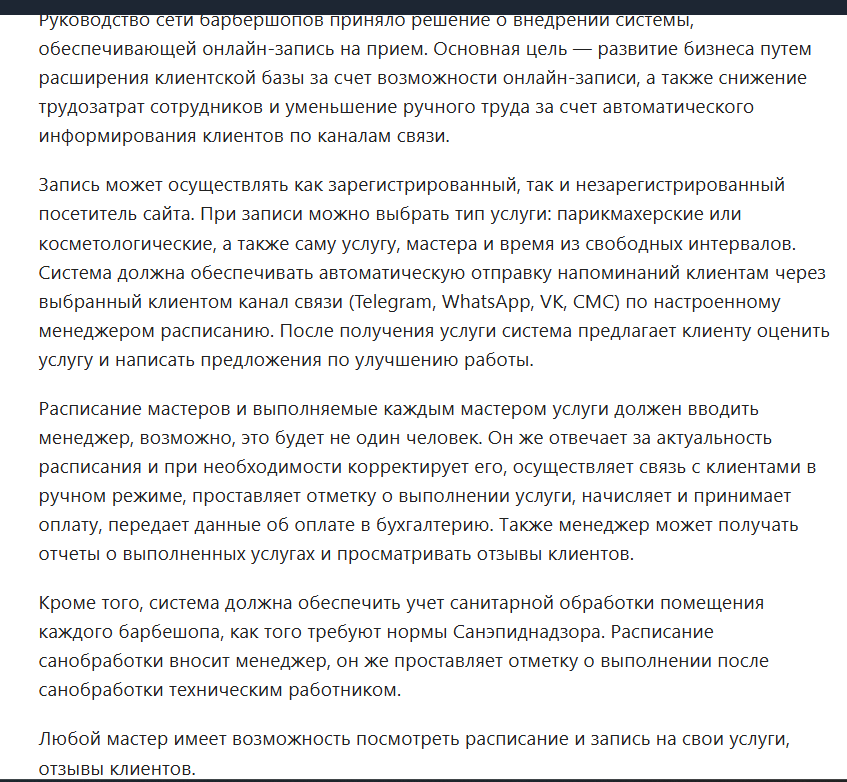 Руководство сети барбершопов приняло решение о внедрении системы,
обеспечивающей онлайн-запись на прием. Основная цель — развитие бизнеса путем
расширения клиентской базы за счет возможности онлайн-записи, а также снижение
трудозатрат сотрудников и уменьшение ручного труда за счет автоматического
информирования клиентов по каналам связи.
Запись может осуществлять как зарегистрированный, так и незарегистрированный
посетитель сайта. При записи можно выбрать тип услуги: парикмахерские или
косметологические, а также саму услугу, мастера и время из свободных интервалов.
Система должна обеспечивать автоматическую отправку напоминаний клиентам через
выбранный клиентом канал связи (Telegram, WhatsApp, VK, СМС) по настроенному
менеджером расписанию. После получения услуги система предлагает клиенту оценить
услугу и написать предложения по улучшению работы.
Расписание мастеров и выполняемые каждым мастером услуги должен вводить
менеджер, возможно, это будет не один человек. Он же отвечает за актуальность
расписания и при необходимости корректирует его, осуществляет связь с клиентами в
ручном режиме, проставляет отметку о выполнении услуги, начисляет и принимает
оплату, передает данные об оплате в бухгалтерию. Также менеджер может получать
отчеты о выполненных услугах и просматривать отзывы клиентов.
Кроме того, система должна обеспечить учет санитарной обработки помещения
каждого барбешопа, как того требуют нормы Санэпиднадзора. Расписание
санобработки вносит менеджер, он же проставляет отметку о выполнении после
санобработки техническим работником.
Любой мастер имеет возможность посмотреть расписание и запись на свои услуги,
отзывы клиентов.